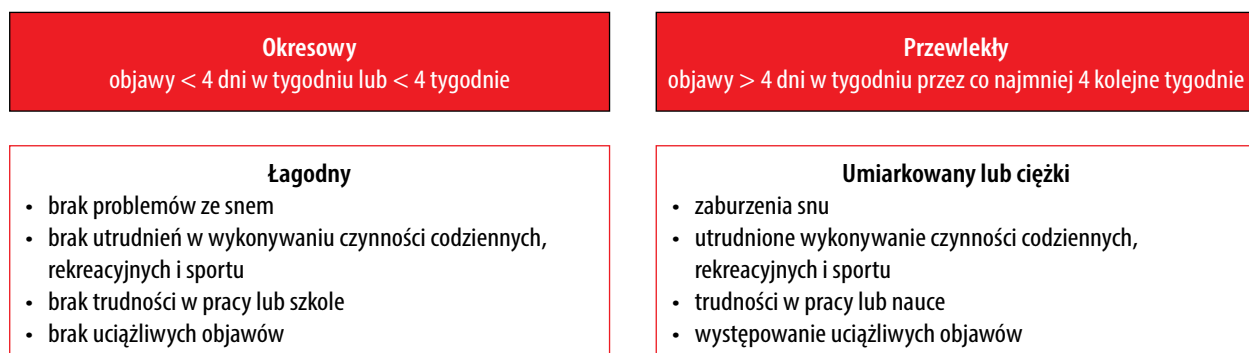 Okresowy
objawy < 4 dni w tygodniu lub < 4 tygodnie
Przewlekły
objawy > 4 dni w tygodniu przez co najmniej 4 kolejne tygodnie
Łagodny
• brak problemów ze snem
• brak utrudnień w wykonywaniu czynności codziennych,
rekreacyjnych i sportu
• brak trudności w pracy lub szkole
• brak uciążliwych objawów
Umiarkowany lub ciężki
• zaburzenia snu
• utrudnione wykonywanie czynności codziennych,
rekreacyjnych i sportu
• trudności w pracy lub nauce
• występowanie uciążliwych objawów